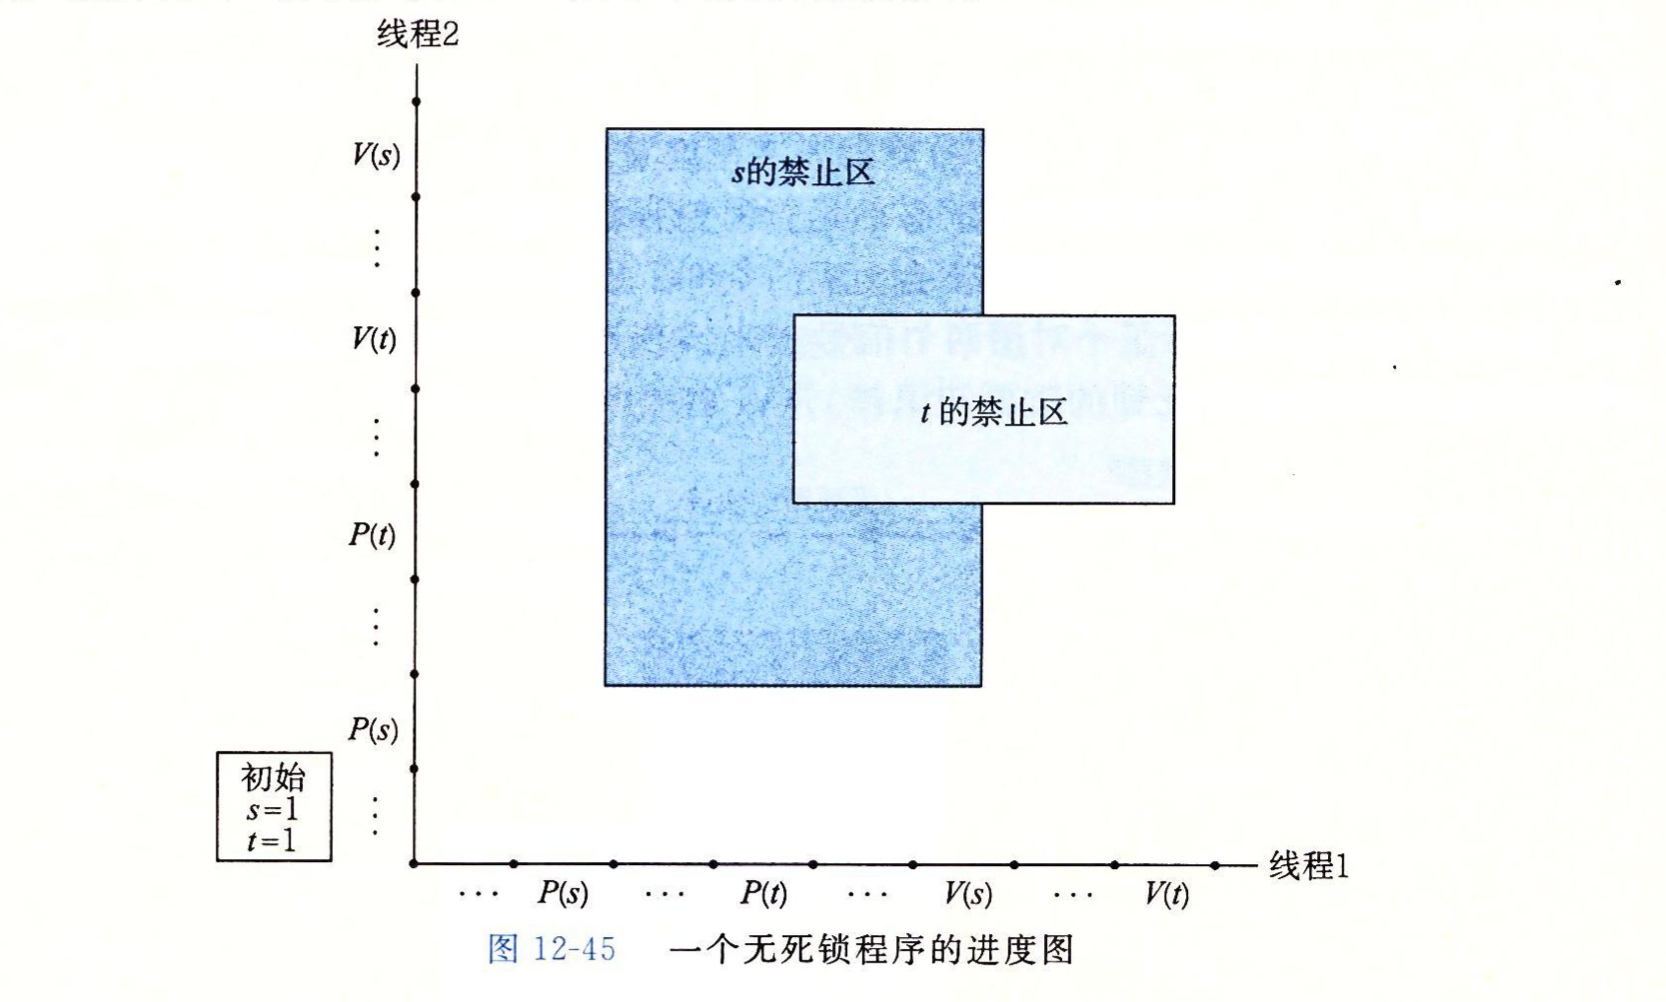 线程2
V(s)
⋮
V(t)
⋮
P(t)
⋮
P(s)
⋮
s的禁止区
t 的禁止区
初始
s=1
t=1
线程1
··· P(s) ··· P(t) ··· V(s) ··· V(t)
图 12-45 一个无死锁程序的进度图